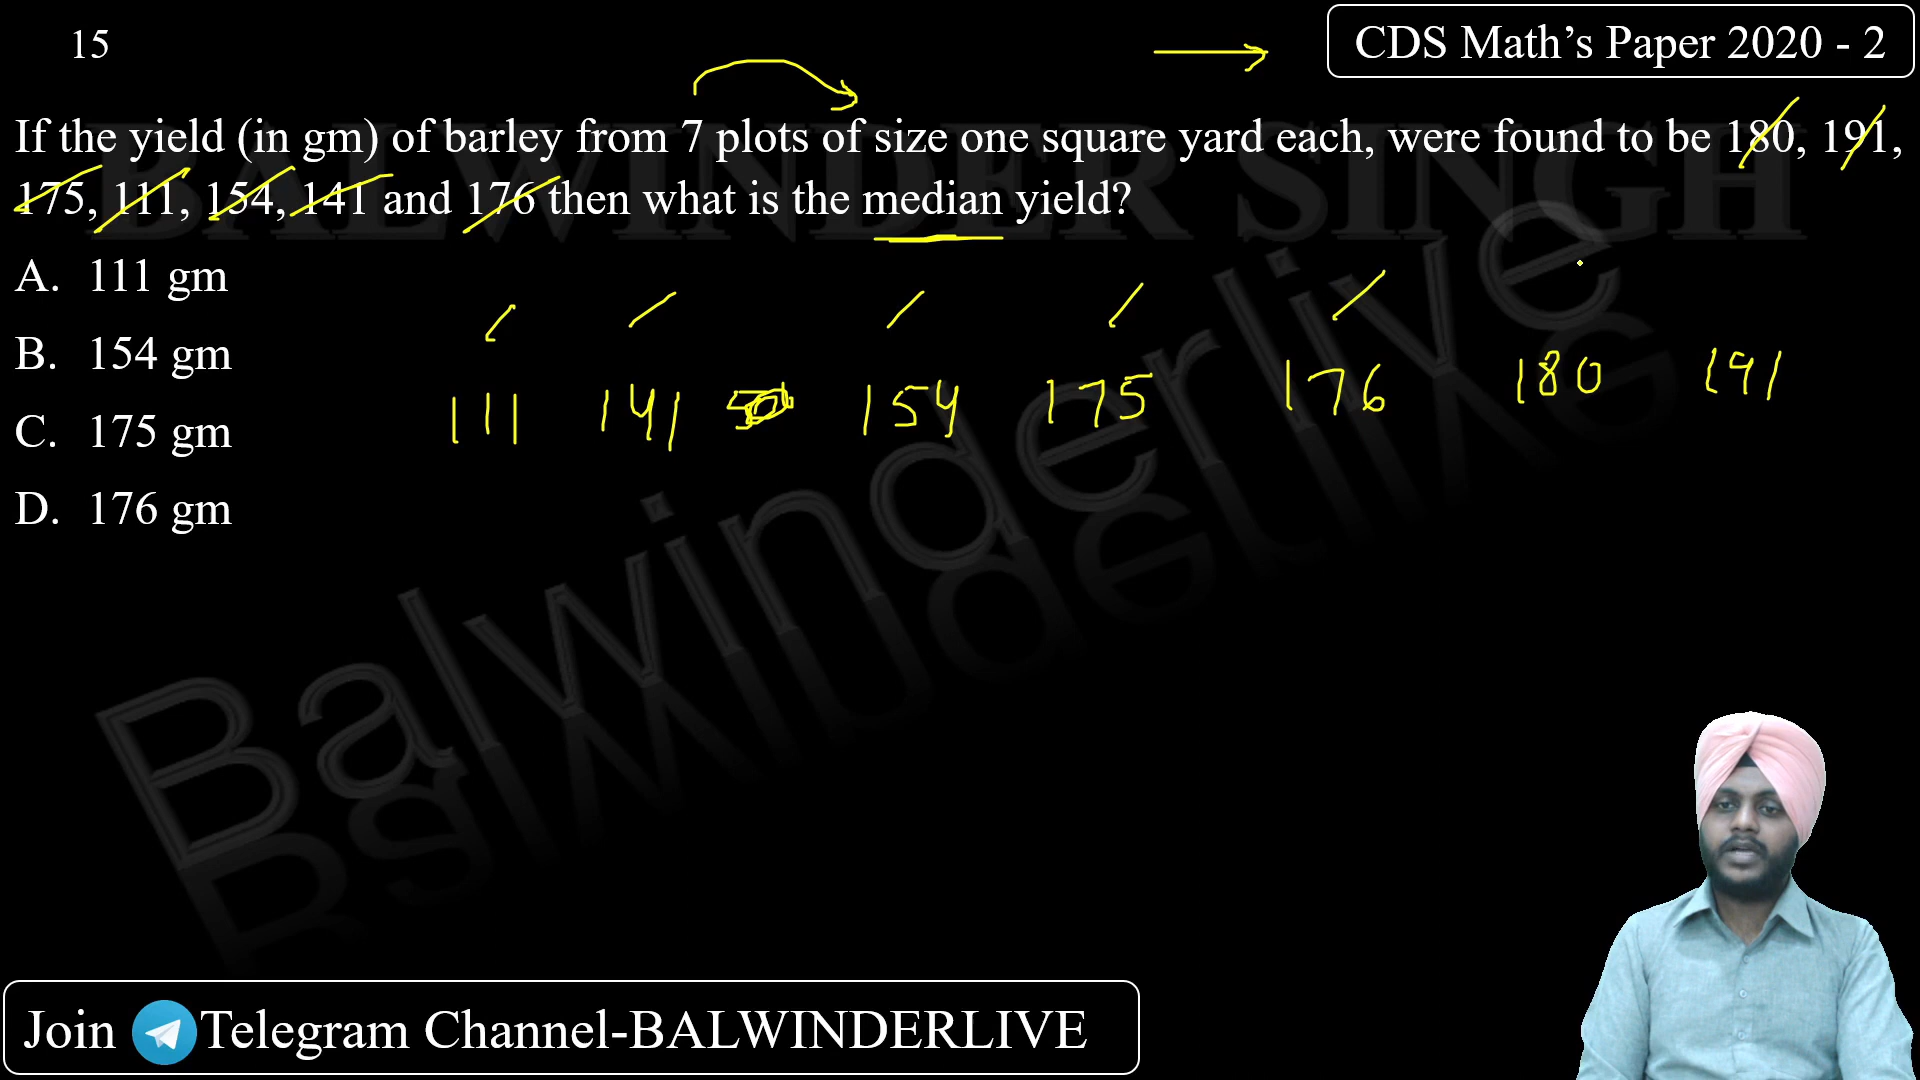 15
CDS Math’s Paper 2020 - 2
If the yield (in gm) of barley from 7 plots of size one square yard each, were found to be 180, 191,
175, 111, 154, 141 and 176 then what is the median yield?
A. 111 gm
B. 154 gm
C. 175 gm
D. 176 gm
111 141 154 175 176 180 191
BALWINDER SINGH
Balwinderlive
Join Telegram Channel-BALWINDERLIVE